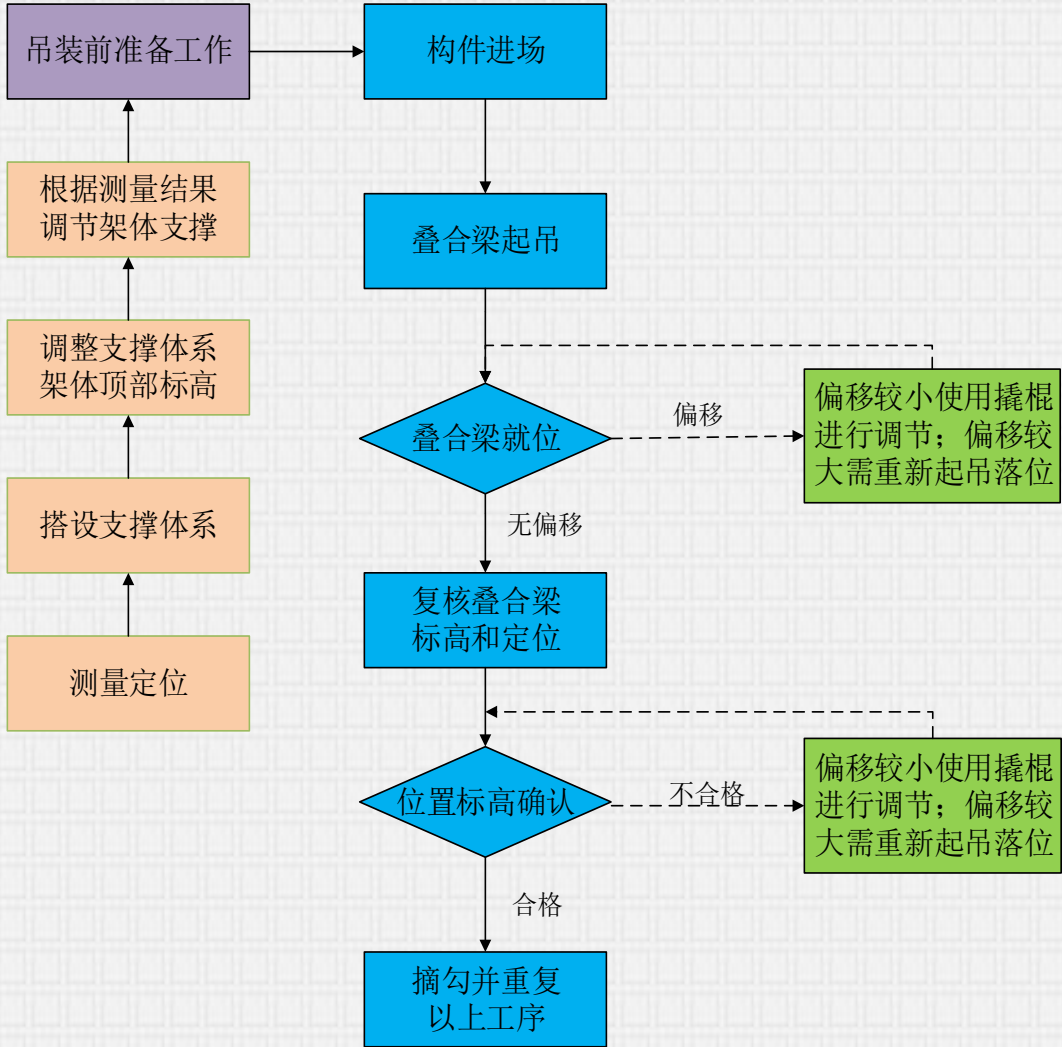 吊装前准备工作
构件进场
根据测量结果
调节架体支撑
叠合梁起吊
调整支撑体系
架体顶部标高
叠合梁就位
偏移
偏移较小使用撬棍
进行调节；偏移较
大需重新起吊落位
搭设支撑体系
无偏移
复核叠合梁
标高和定位
测量定位
位置标高确认
不合格
偏移较小使用撬棍
进行调节；偏移较
大需重新起吊落位
合格
摘勾并重复
以上工序